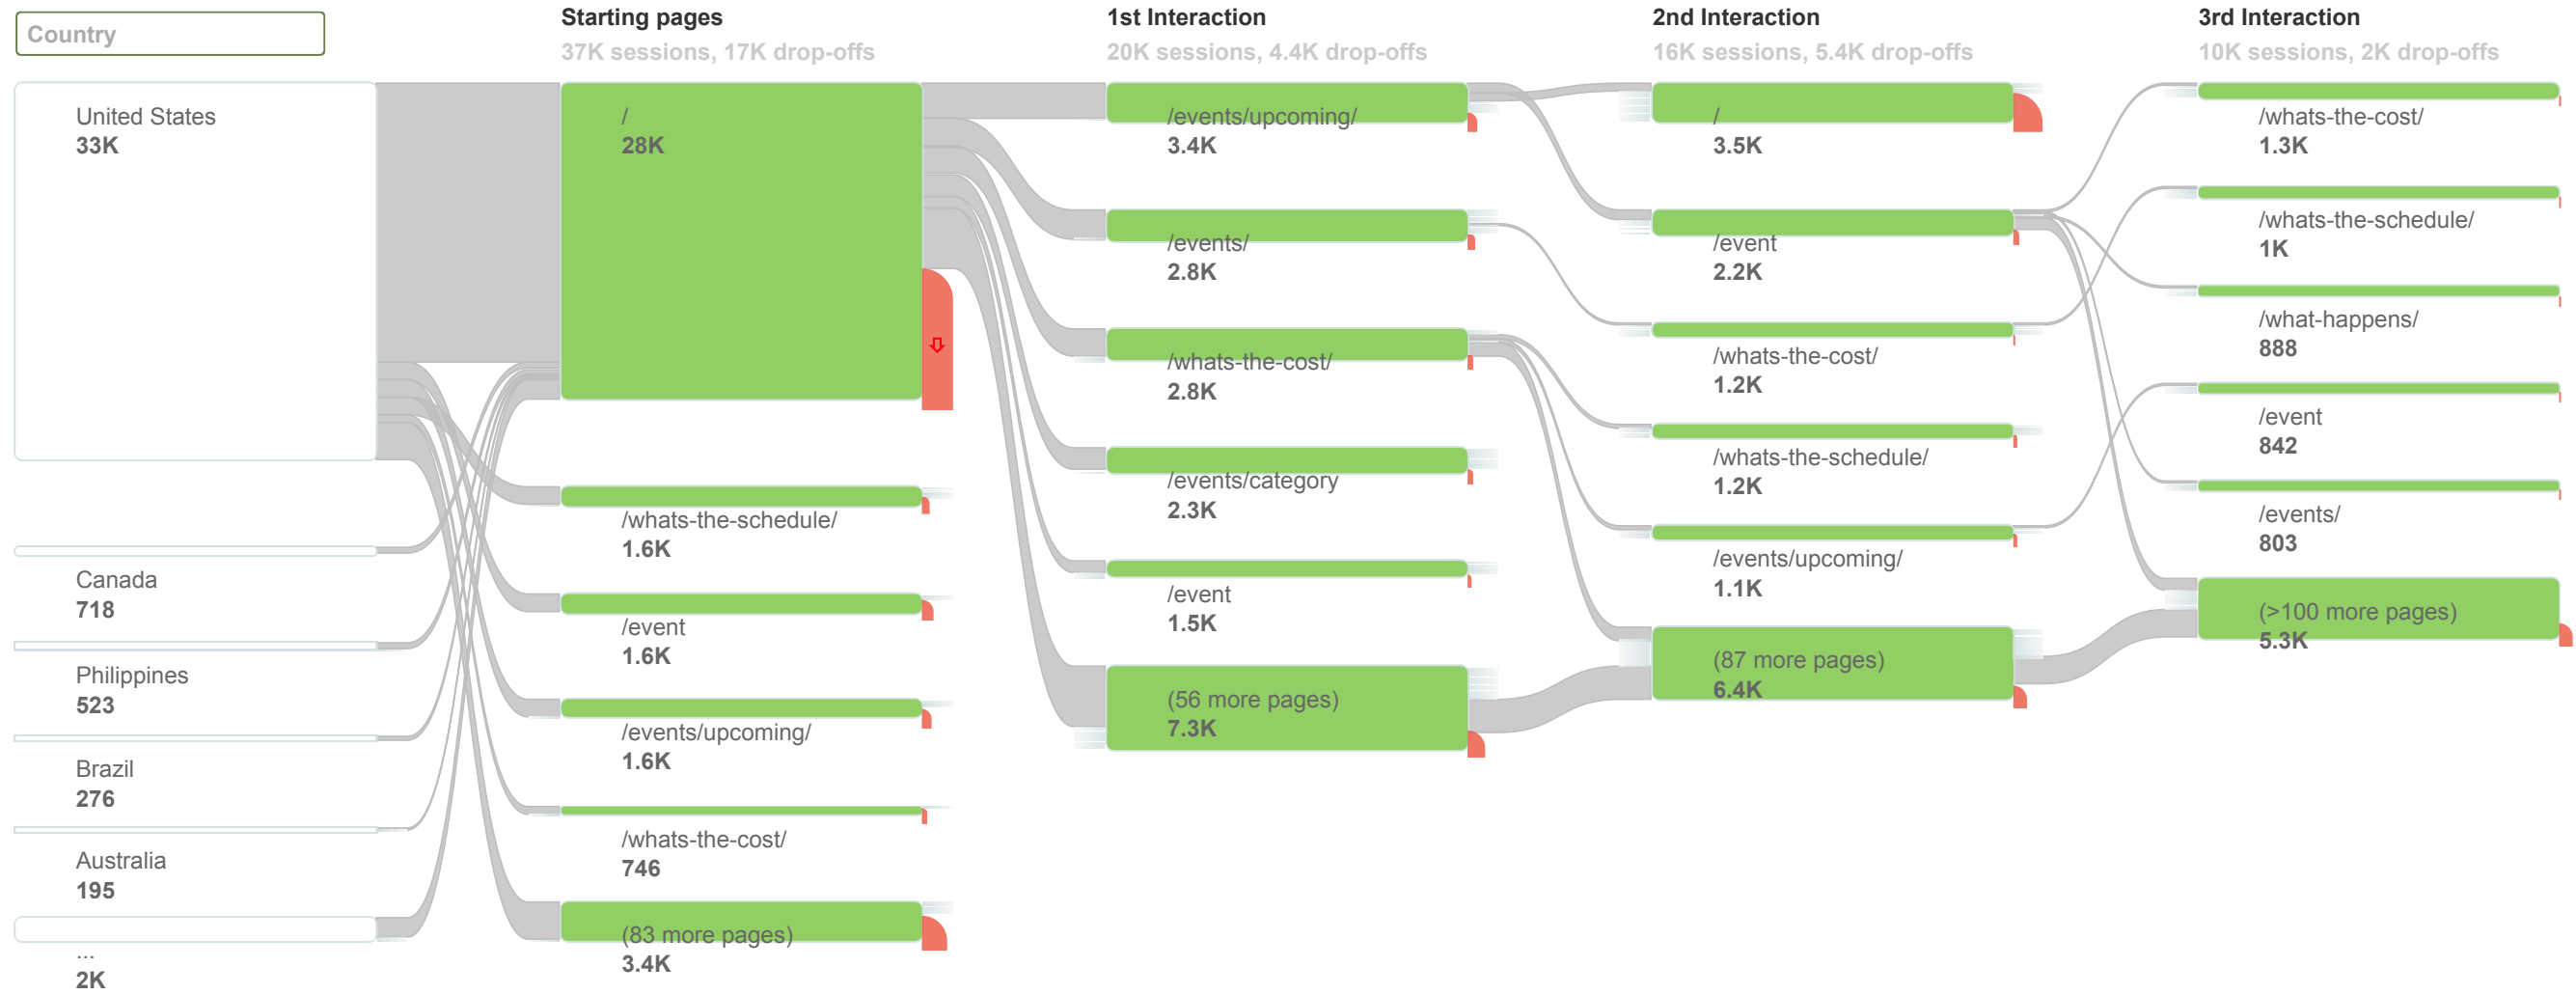 Country
United States
33K
Canada
718
Philippines
523
Brazil
276
Australia
195
...
2K
Starting pages
37K sessions, 17K drop-offs
/
28K
/whats-the-schedule/
1.6K
/event
1.6K
/events/upcoming/
1.6K
/whats-the-cost/
746
(83 more pages)
3.4K
1st Interaction
20K sessions, 4.4K drop-offs
/events/upcoming/
3.4K
/events/
2.8K
/whats-the-cost/
2.8K
/events/category
2.3K
/event
1.5K
(56 more pages)
7.3K
2nd Interaction
16K sessions, 5.4K drop-offs
/
3.5K
/event
2.2K
/whats-the-cost/
1.2K
/whats-the-schedule/
1.2K
/events/upcoming/
1.1K
(87 more pages)
6.4K
3rd Interaction
10K sessions, 2K drop-offs
/whats-the-cost/
1.3K
/whats-the-schedule/
1K
/what-happens/
888
/event
842
/events/
803
(>100 more pages)
5.3K